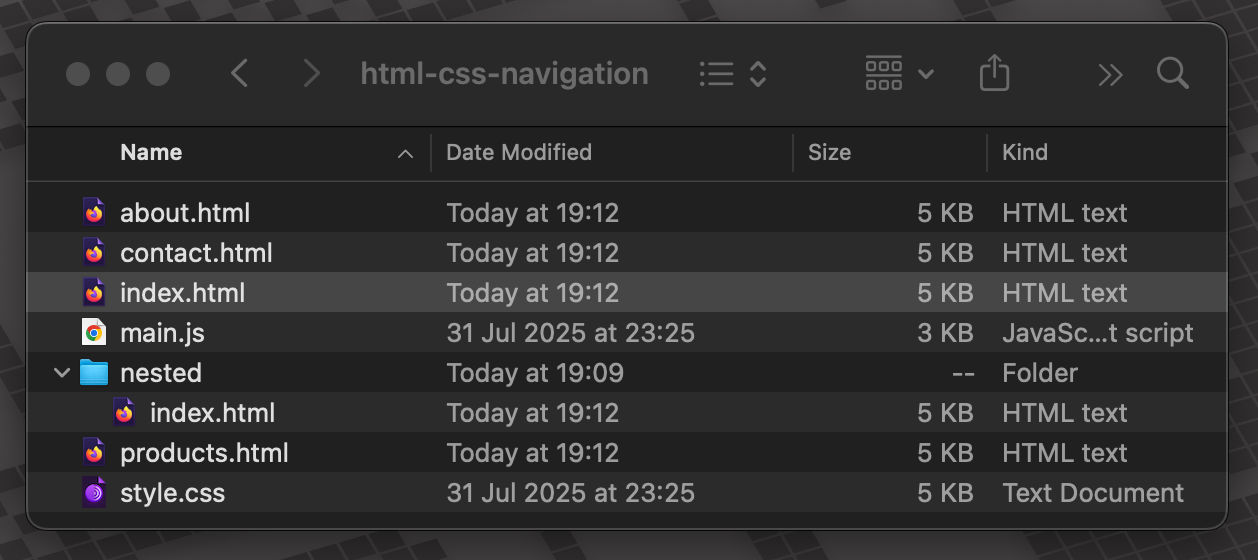 html-css-navigation
Name Date Modified Size Kind
about.html Today at 19:12 5 KB HTML text
contact.html Today at 19:12 5 KB HTML text
index.html Today at 19:12 5 KB HTML text
main.js 31 Jul 2025 at 23:25 3 KB JavaSc...t script
nested Today at 19:09 -- Folder
index.html Today at 19:12 5 KB HTML text
products.html Today at 19:12 5 KB HTML text
style.css 31 Jul 2025 at 23:25 5 KB Text Document